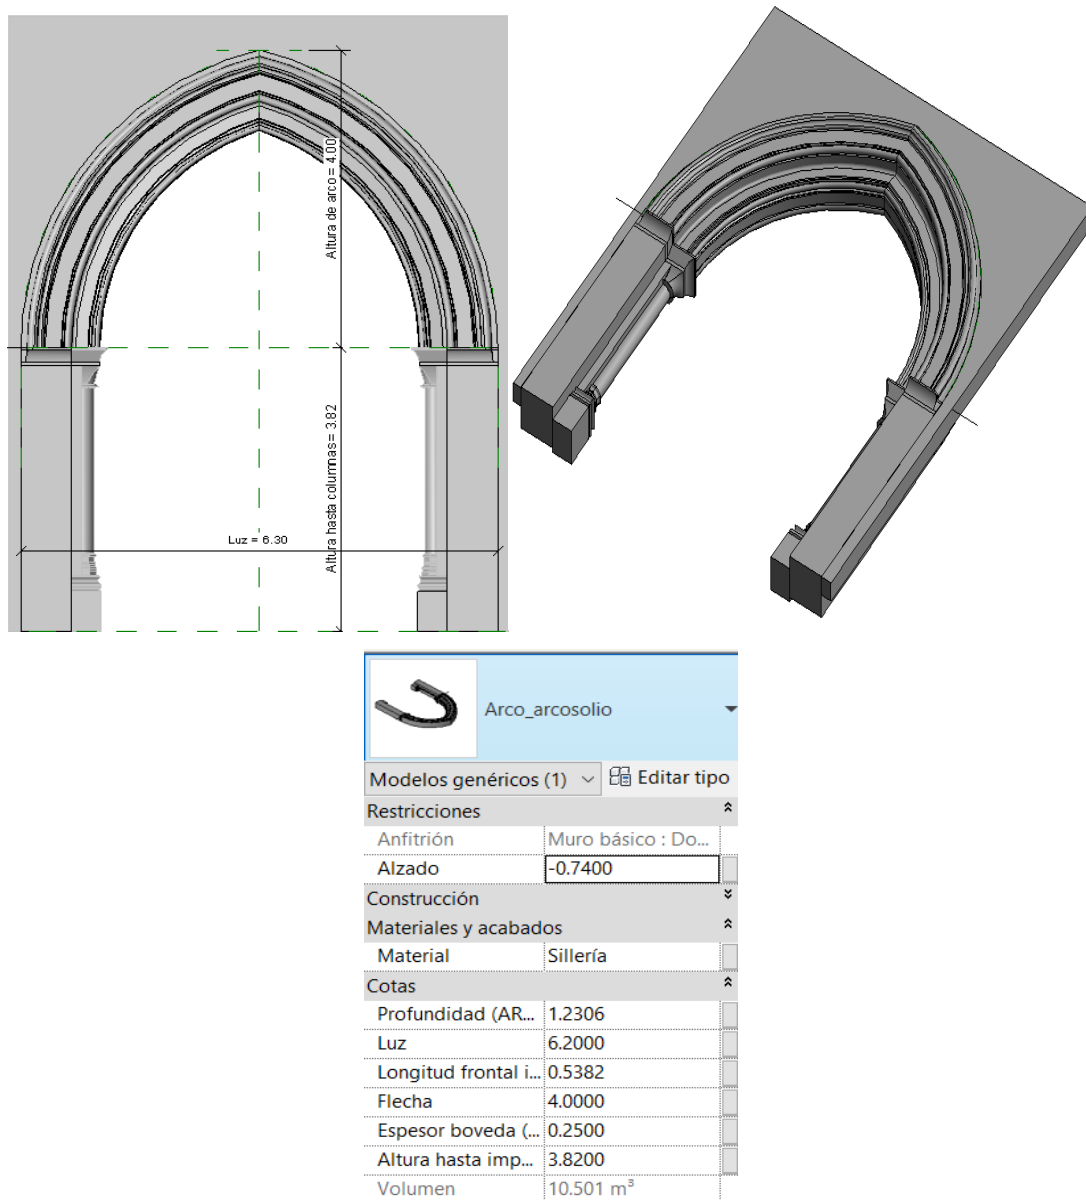 Altura de arco = 4.00
Altura hasta columnas = 3.82
Luz = 6.30
Arco_arcosolio
Modelos genéricos (1) Editar tipo
Restricciones
Anfitrión Muro básico : Do...
Alzado -0.7400
Construcción
Materiales y acabados
Material Sillería
Cotas
Profundidad (AR... 1.2306
Luz 6.2000
Longitud frontal i... 0.5382
Flecha 4.0000
Espesor boveda (... 0.2500
Altura hasta imp... 3.8200
Volumen 10.501 m³